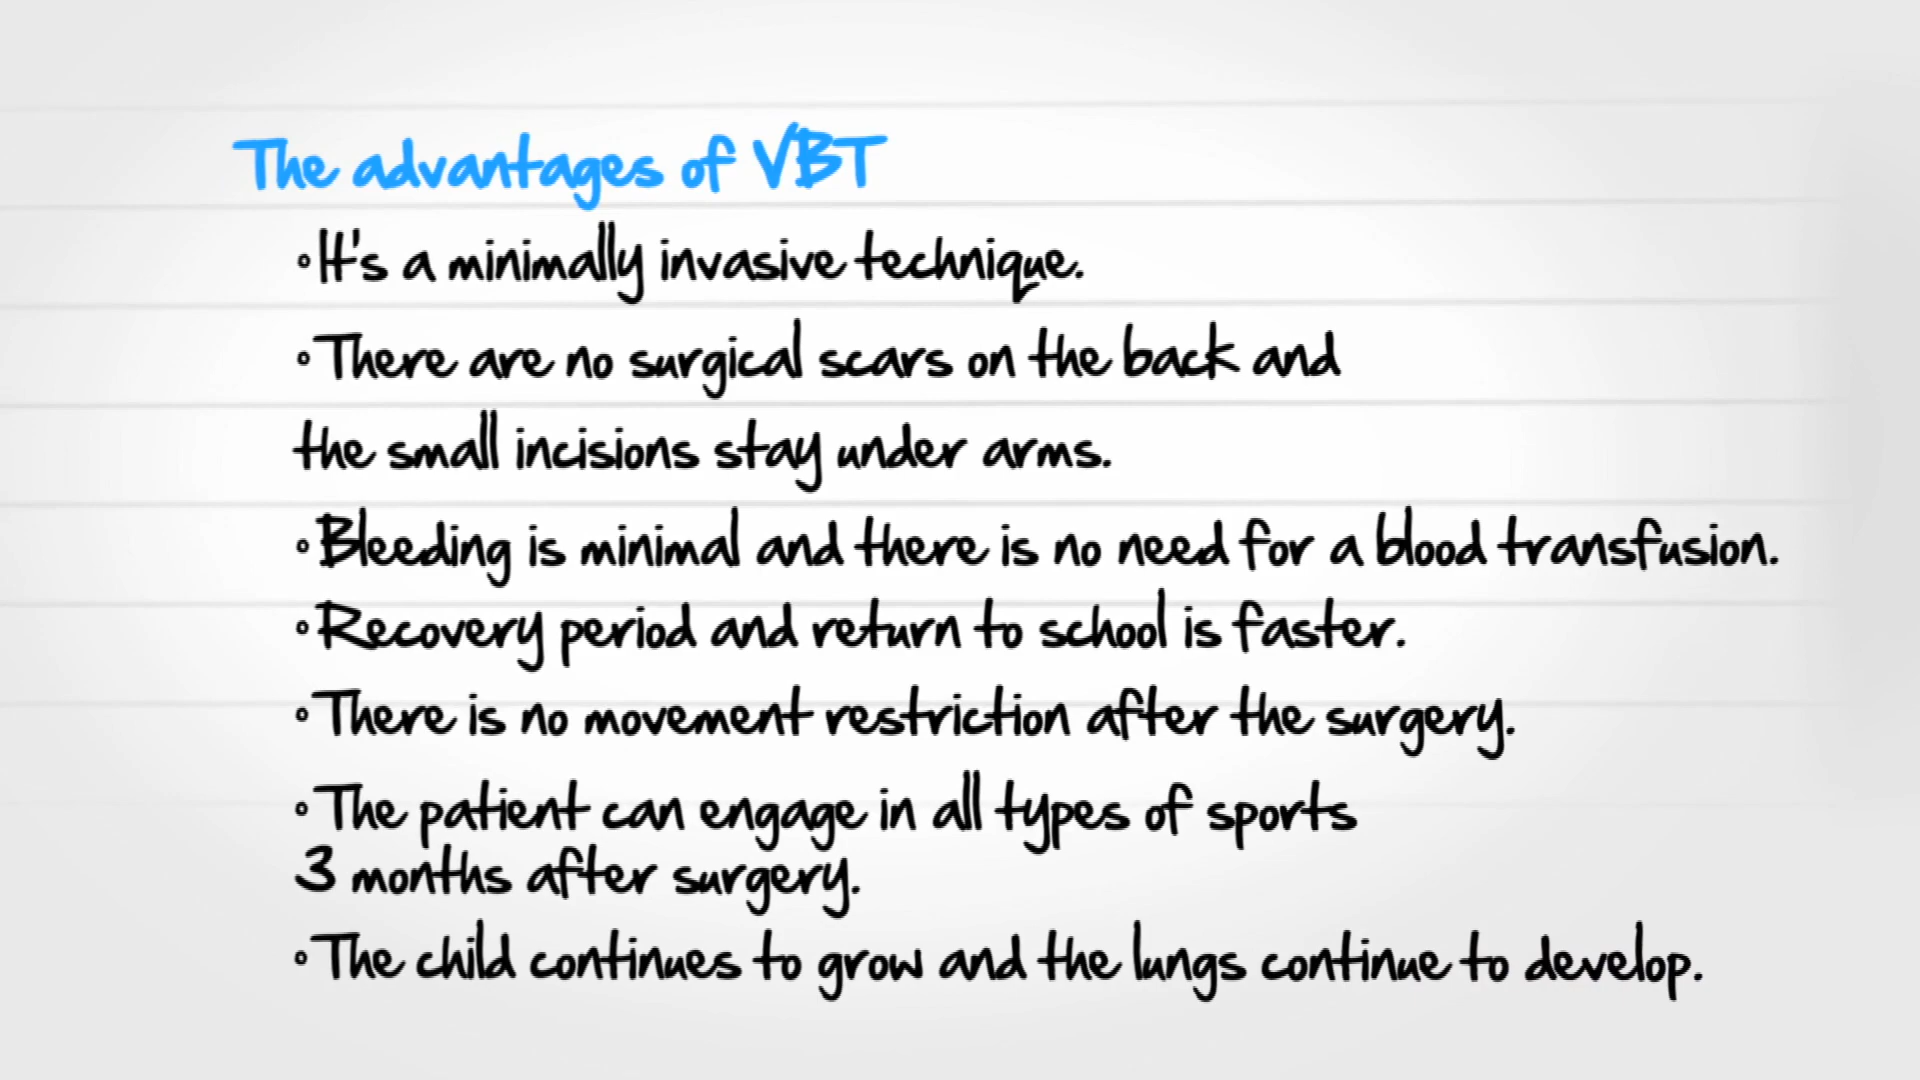 The advantages of VBT
◦It's a minimally invasive technique.
◦There are no surgical scars on the back and
the small incisions stay under arms.
◦Bleeding is minimal and there is no need for a blood transfusion.
◦Recovery period and return to school is faster.
◦There is no movement restriction after the surgery.
◦The patient can engage in all types of sports
3 months after surgery.
◦The child continues to grow and the lungs continue to develop.